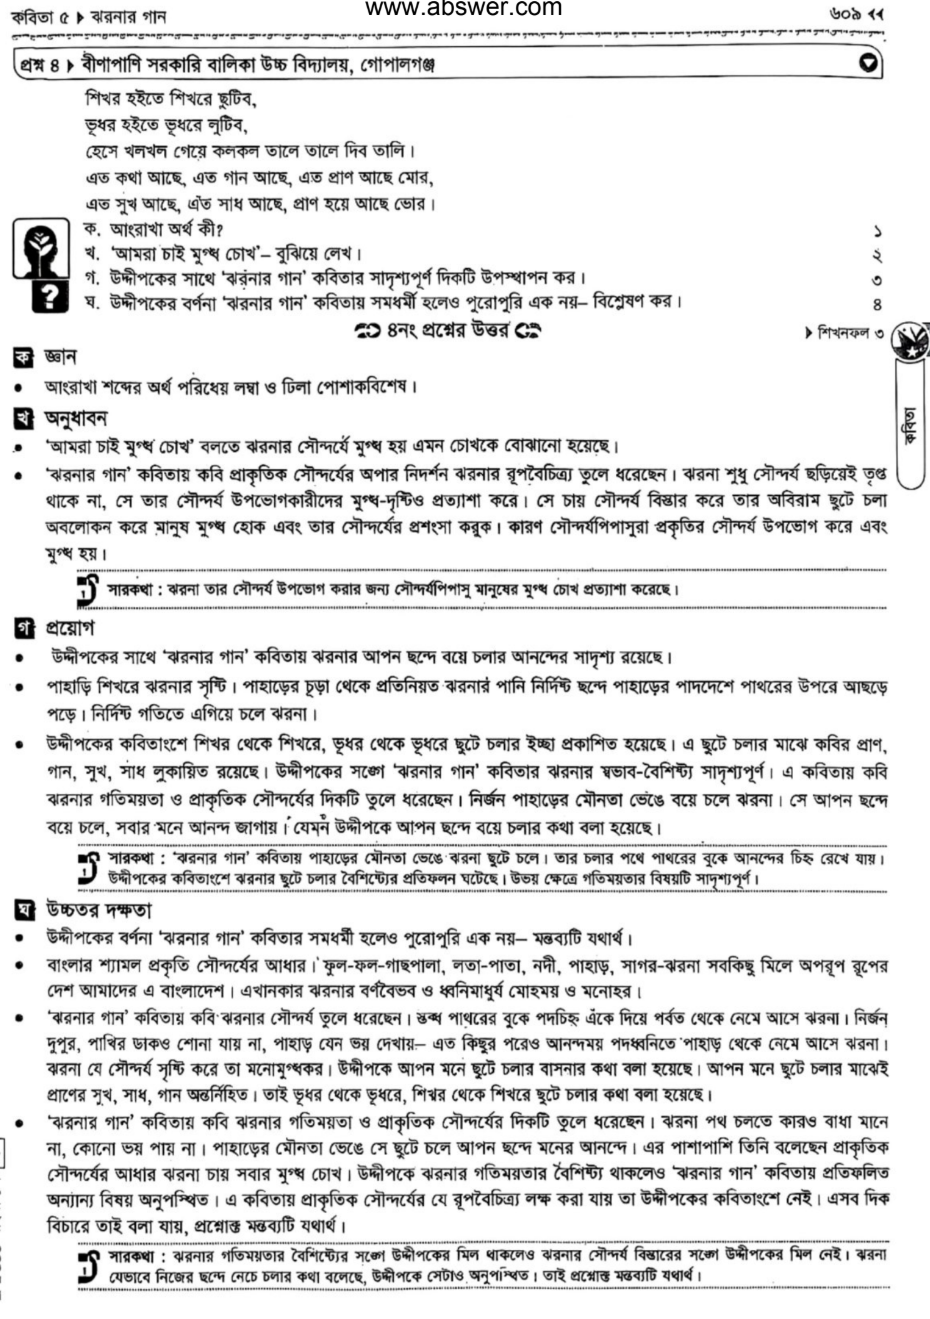 www.abswer.com
কবিতা ৫ ▶ ঝরনার গান
৬০৯ ◀◀
প্রশ্ন ৪ ▶ বীণাপাণি সরকারি বালিকা উচ্চ বিদ্যালয়, গোপালগঞ্জ
শিখর হইতে শিখরে ছুটিব,
ভূধর হইতে ভূধরে লুটিব,
হেসে খলখল গেয়ে কলকল তালে তালে দিব তালি।
এত কথা আছে, এত গান আছে, এত প্রাণ আছে মোর,
এত সুখ আছে, এত সাধ আছে, প্রাণ হয়ে আছে ভোর।
ক. আংরাখা অর্থ কী? ১
খ. ‘আমরা চাই মুগ্ধ চোখ’– বুঝিয়ে লেখ। ২
গ. উদ্দীপকের সাথে ‘ঝরনার গান’ কবিতার সাদৃশ্যপূর্ণ দিকটি উপস্থাপন কর। ৩
ঘ. উদ্দীপকের বর্ণনা ‘ঝরনার গান’ কবিতায় সমধর্মী হলেও পুরোপুরি এক নয়– বিশ্লেষণ কর। ৪
৪নং প্রশ্নের উত্তর
▶ শিখনফল ৩
কবিতা
ক জ্ঞান
• আংরাখা শব্দের অর্থ পরিধেয় লম্বা ও ঢিলা পোশাকবিশেষ।
খ অনুধাবন
• ‘আমরা চাই মুগ্ধ চোখ’ বলতে ঝরনার সৌন্দর্যে মুগ্ধ হয় এমন চোখকে বোঝানো হয়েছে।
• ‘ঝরনার গান’ কবিতায় কবি প্রাকৃতিক সৌন্দর্যের অপার নিদর্শন ঝরনার রূপবৈচিত্র্য তুলে ধরেছেন। ঝরনা শুধু সৌন্দর্য ছড়িয়েই তৃপ্ত
থাকে না, সে তার সৌন্দর্য উপভোগকারীদের মুগ্ধ-দৃষ্টিও প্রত্যাশা করে। সে চায় সৌন্দর্য বিস্তার করে তার অবিরাম ছুটে চলা
অবলোকন করে মানুষ মুগ্ধ হোক এবং তার সৌন্দর্যের প্রশংসা করুক। কারণ সৌন্দর্যপিপাসুরা প্রকৃতির সৌন্দর্য উপভোগ করে এবং
মুগ্ধ হয়।
সারকথা : ঝরনা তার সৌন্দর্য উপভোগ করার জন্য সৌন্দর্যপিপাসু মানুষের মুগ্ধ চোখ প্রত্যাশা করেছে।
গ প্রয়োগ
• উদ্দীপকের সাথে ‘ঝরনার গান’ কবিতায় ঝরনার আপন ছন্দে বয়ে চলার আনন্দের সাদৃশ্য রয়েছে।
• পাহাড়ি শিখরে ঝরনার সৃষ্টি। পাহাড়ের চূড়া থেকে প্রতিনিয়ত ঝরনার পানি নির্দিষ্ট ছন্দে পাহাড়ের পাদদেশে পাথরের উপরে আছড়ে
পড়ে। নির্দিষ্ট গতিতে এগিয়ে চলে ঝরনা।
• উদ্দীপকের কবিতাংশে শিখর থেকে শিখরে, ভূধর থেকে ভূধরে ছুটে চলার ইচ্ছা প্রকাশিত হয়েছে। এ ছুটে চলার মাঝে কবির প্রাণ,
গান, সুখ, সাধ লুকায়িত রয়েছে। উদ্দীপকের সঙ্গে ‘ঝরনার গান’ কবিতার ঝরনার স্বভাব-বৈশিষ্ট্য সাদৃশ্যপূর্ণ। এ কবিতায় কবি
ঝরনার গতিময়তা ও প্রাকৃতিক সৌন্দর্যের দিকটি তুলে ধরেছেন। নির্জন পাহাড়ের মৌনতা ভেঙে বয়ে চলে ঝরনা। সে আপন ছন্দে
বয়ে চলে, সবার মনে আনন্দ জাগায়। যেমন উদ্দীপকে আপন ছন্দে বয়ে চলার কথা বলা হয়েছে।
সারকথা : ‘ঝরনার গান’ কবিতায় পাহাড়ের মৌনতা ভেঙে ঝরনা ছুটে চলে। তার চলার পথে পাথরের বুকে আনন্দের চিহ্ন রেখে যায়।
উদ্দীপকের কবিতাংশে ঝরনার ছুটে চলার বৈশিষ্ট্যের প্রতিফলন ঘটেছে। উভয় ক্ষেত্রে গতিময়তার বিষয়টি সাদৃশ্যপূর্ণ।
ঘ উচ্চতর দক্ষতা
• উদ্দীপকের বর্ণনা ‘ঝরনার গান’ কবিতার সমধর্মী হলেও পুরোপুরি এক নয়– মন্তব্যটি যথার্থ।
• বাংলার শ্যামল প্রকৃতি সৌন্দর্যের আধার। ফুল-ফল-গাছপালা, লতা-পাতা, নদী, পাহাড়, সাগর-ঝরনা সবকিছু মিলে অপরূপ রূপের
দেশ আমাদের এ বাংলাদেশ। এখানকার ঝরনার বর্ণবৈভব ও ধ্বনিমাধুর্য মোহময় ও মনোহর।
• ‘ঝরনার গান’ কবিতায় কবি ঝরনার সৌন্দর্য তুলে ধরেছেন। স্তব্ধ পাথরের বুকে পদচিহ্ন এঁকে দিয়ে পর্বত থেকে নেমে আসে ঝরনা। নির্জন
দুপুর, পাখির ডাকও শোনা যায় না, পাহাড় যেন ভয় দেখায়– এত কিছুর পরেও আনন্দময় পদধ্বনিতে পাহাড় থেকে নেমে আসে ঝরনা।
ঝরনা যে সৌন্দর্য সৃষ্টি করে তা মনোমুগ্ধকর। উদ্দীপকে আপন মনে ছুটে চলার বাসনার কথা বলা হয়েছে। আপন মনে ছুটে চলার মাঝেই
প্রাণের সুখ, সাধ, গান অন্তর্নিহিত। তাই ভূধর থেকে ভূধরে, শিখর থেকে শিখরে ছুটে চলার কথা বলা হয়েছে।
• ‘ঝরনার গান’ কবিতায় কবি ঝরনার গতিময়তা ও প্রাকৃতিক সৌন্দর্যের দিকটি তুলে ধরেছেন। ঝরনা পথ চলতে কারও বাধা মানে
না, কোনো ভয় পায় না। পাহাড়ের মৌনতা ভেঙে সে ছুটে চলে আপন ছন্দে মনের আনন্দে। এর পাশাপাশি তিনি বলেছেন প্রাকৃতিক
সৌন্দর্যের আধার ঝরনা চায় সবার মুগ্ধ চোখ। উদ্দীপকে ঝরনার গতিময়তার বৈশিষ্ট্য থাকলেও ‘ঝরনার গান’ কবিতায় প্রতিফলিত
অন্যান্য বিষয় অনুপস্থিত। এ কবিতায় প্রাকৃতিক সৌন্দর্যের যে রূপবৈচিত্র্য লক্ষ করা যায় তা উদ্দীপকের কবিতাংশে নেই। এসব দিক
বিচারে তাই বলা যায়, প্রশ্নোক্ত মন্তব্যটি যথার্থ।
সারকথা : ঝরনার গতিময়তার বৈশিষ্ট্যের সঙ্গে উদ্দীপকের মিল থাকলেও ঝরনার সৌন্দর্য বিস্তারের সঙ্গে উদ্দীপকের মিল নেই। ঝরনা
যেভাবে নিজের ছন্দে নেচে চলার কথা বলেছে, উদ্দীপকে সেটাও অনুপস্থিত। তাই প্রশ্নোক্ত মন্তব্যটি যথার্থ।